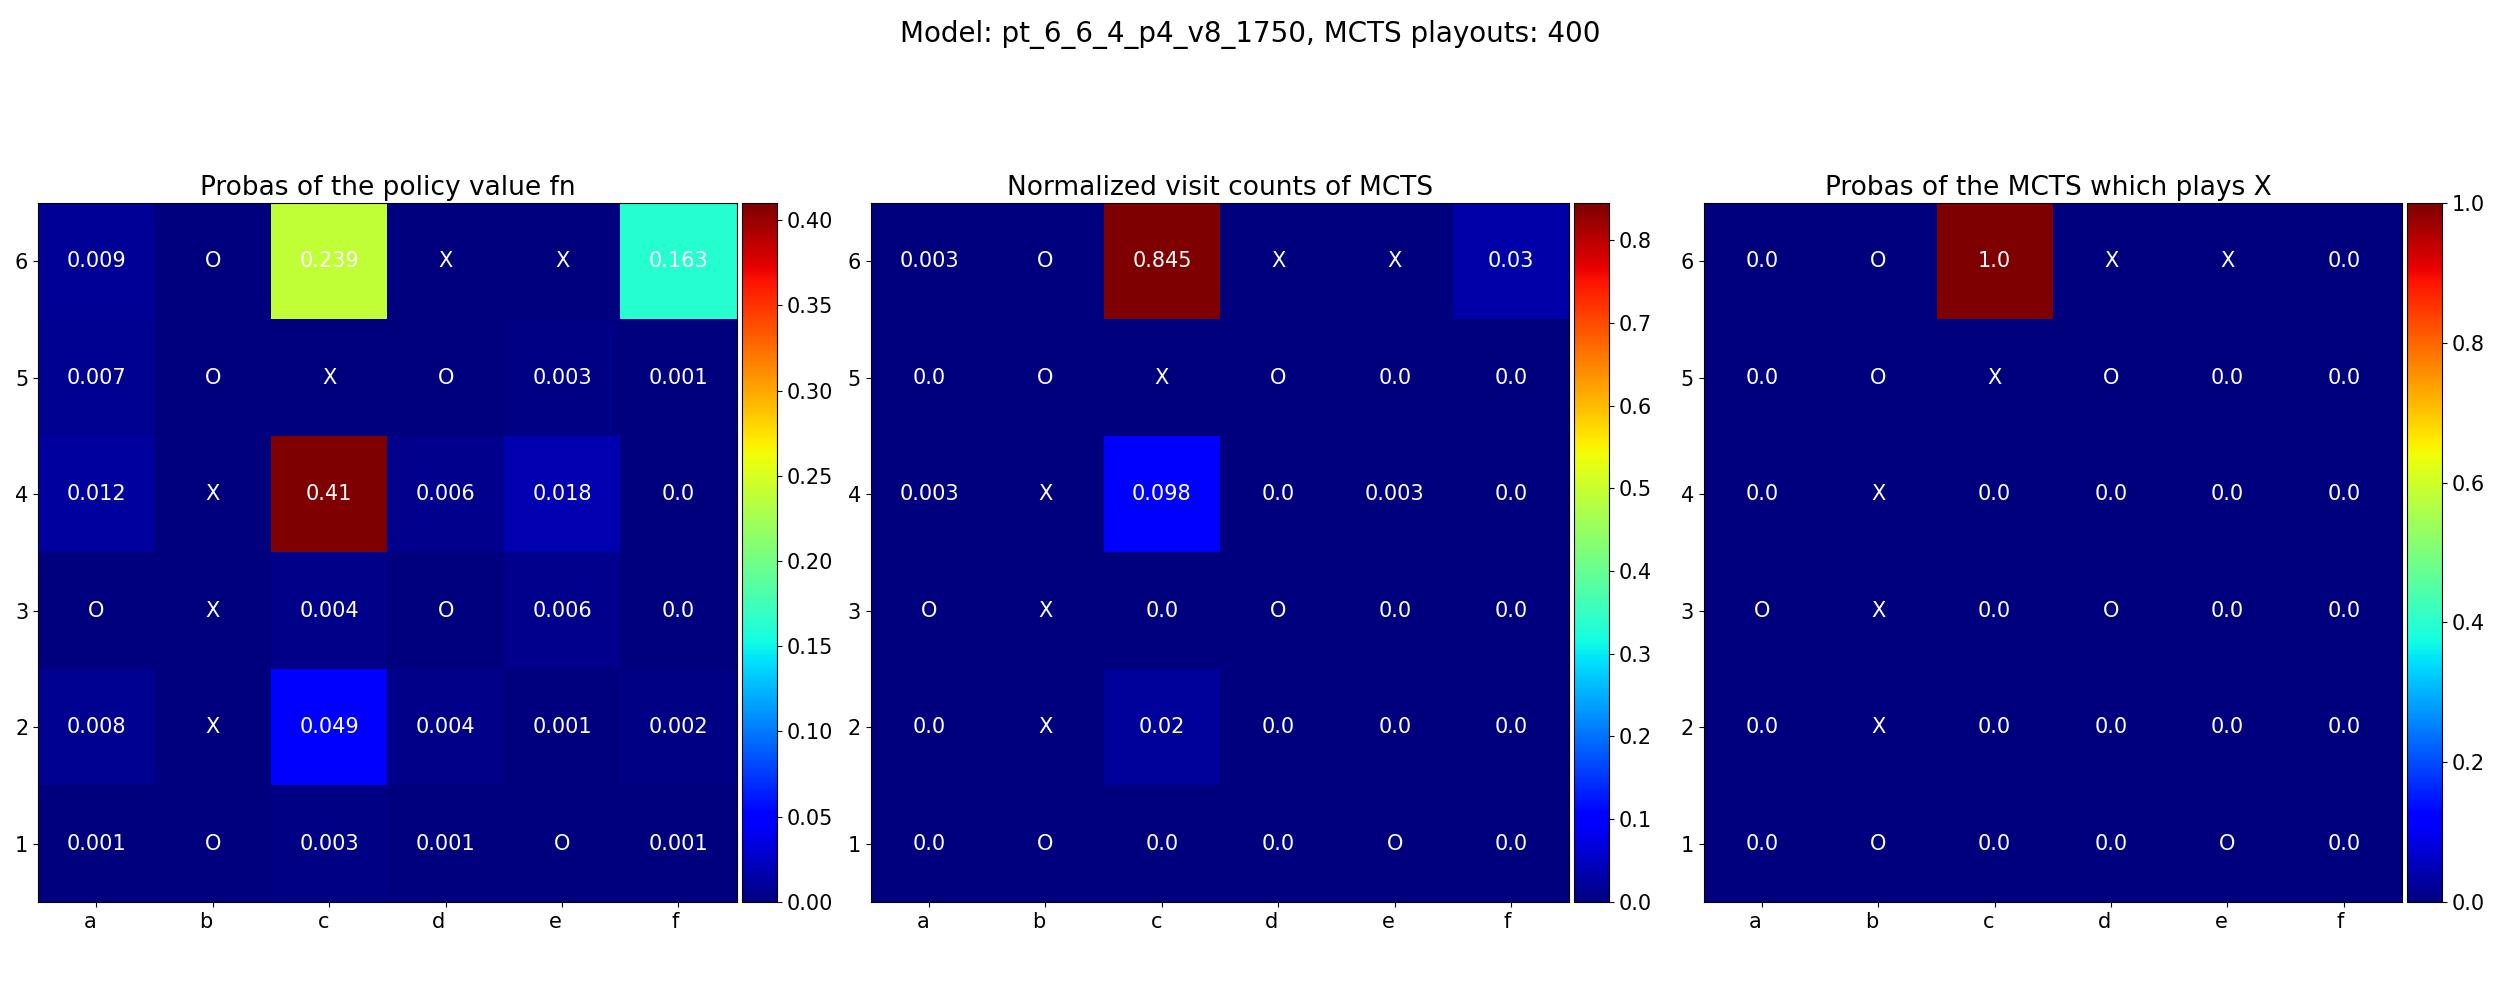 Model: pt_6_6_4_p4_v8_1750, MCTS playouts: 400
Probas of the policy value fn
6 0.009 O 0.239 X X 0.163
5 0.007 O X O 0.003 0.001
4 0.012 X 0.41 0.006 0.018 0.0
3 O X 0.004 O 0.006 0.0
2 0.008 X 0.049 0.004 0.001 0.002
1 0.001 O 0.003 0.001 O 0.001
a b c d e f
0.40
0.35
0.30
0.25
0.20
0.15
0.10
0.05
0.00
Normalized visit counts of MCTS
6 0.003 O 0.845 X X 0.03
5 0.0 O X O 0.0 0.0
4 0.003 X 0.098 0.0 0.003 0.0
3 O X 0.0 O 0.0 0.0
2 0.0 X 0.02 0.0 0.0 0.0
1 0.0 O 0.0 0.0 O 0.0
a b c d e f
0.8
0.7
0.6
0.5
0.4
0.3
0.2
0.1
0.0
Probas of the MCTS which plays X
6 0.0 O 1.0 X X 0.0
5 0.0 O X O 0.0 0.0
4 0.0 X 0.0 0.0 0.0 0.0
3 O X 0.0 O 0.0 0.0
2 0.0 X 0.0 0.0 0.0 0.0
1 0.0 O 0.0 0.0 O 0.0
a b c d e f
1.0
0.8
0.6
0.4
0.2
0.0